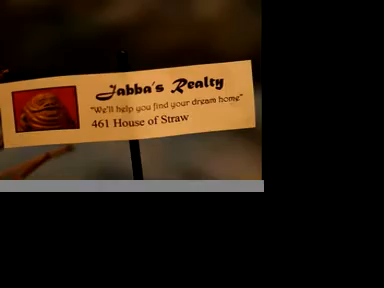 Jabba's Realty
"We'll help you find your dream home"
461 House of Straw